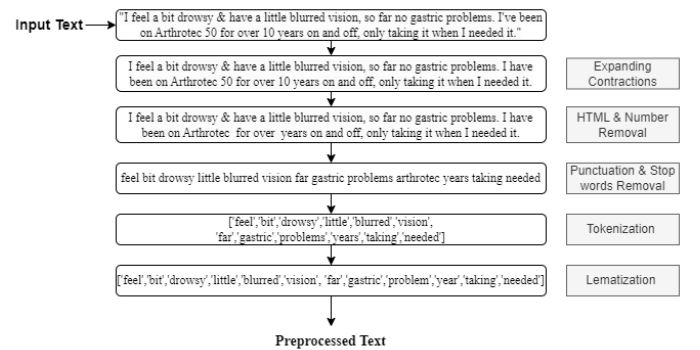 Input Text
"I feel a bit drowsy & have a little blurred vision, so far no gastric problems. I've been
on Arthrotec 50 for over 10 years on and off, only taking it when I needed it."
I feel a bit drowsy & have a little blurred vision, so far no gastric problems. I have
been on Arthrotec 50 for over 10 years on and off, only taking it when I needed it.
Expanding
Contractions
I feel a bit drowsy & have a little blurred vision, so far no gastric problems. I have
been on Arthrotec for over years on and off, only taking it when I needed it.
HTML & Number
Removal
feel bit drowsy little blurred vision far gastric problems arthrotec years taking needed
Punctuation & Stop
words Removal
['feel','bit','drowsy','little','blurred','vision',
'far','gastric','problems','years','taking','needed']
Tokenization
['feel','bit','drowsy','little','blurred','vision', 'far','gastric','problem','year','taking','needed']
Lematization
Preprocessed Text